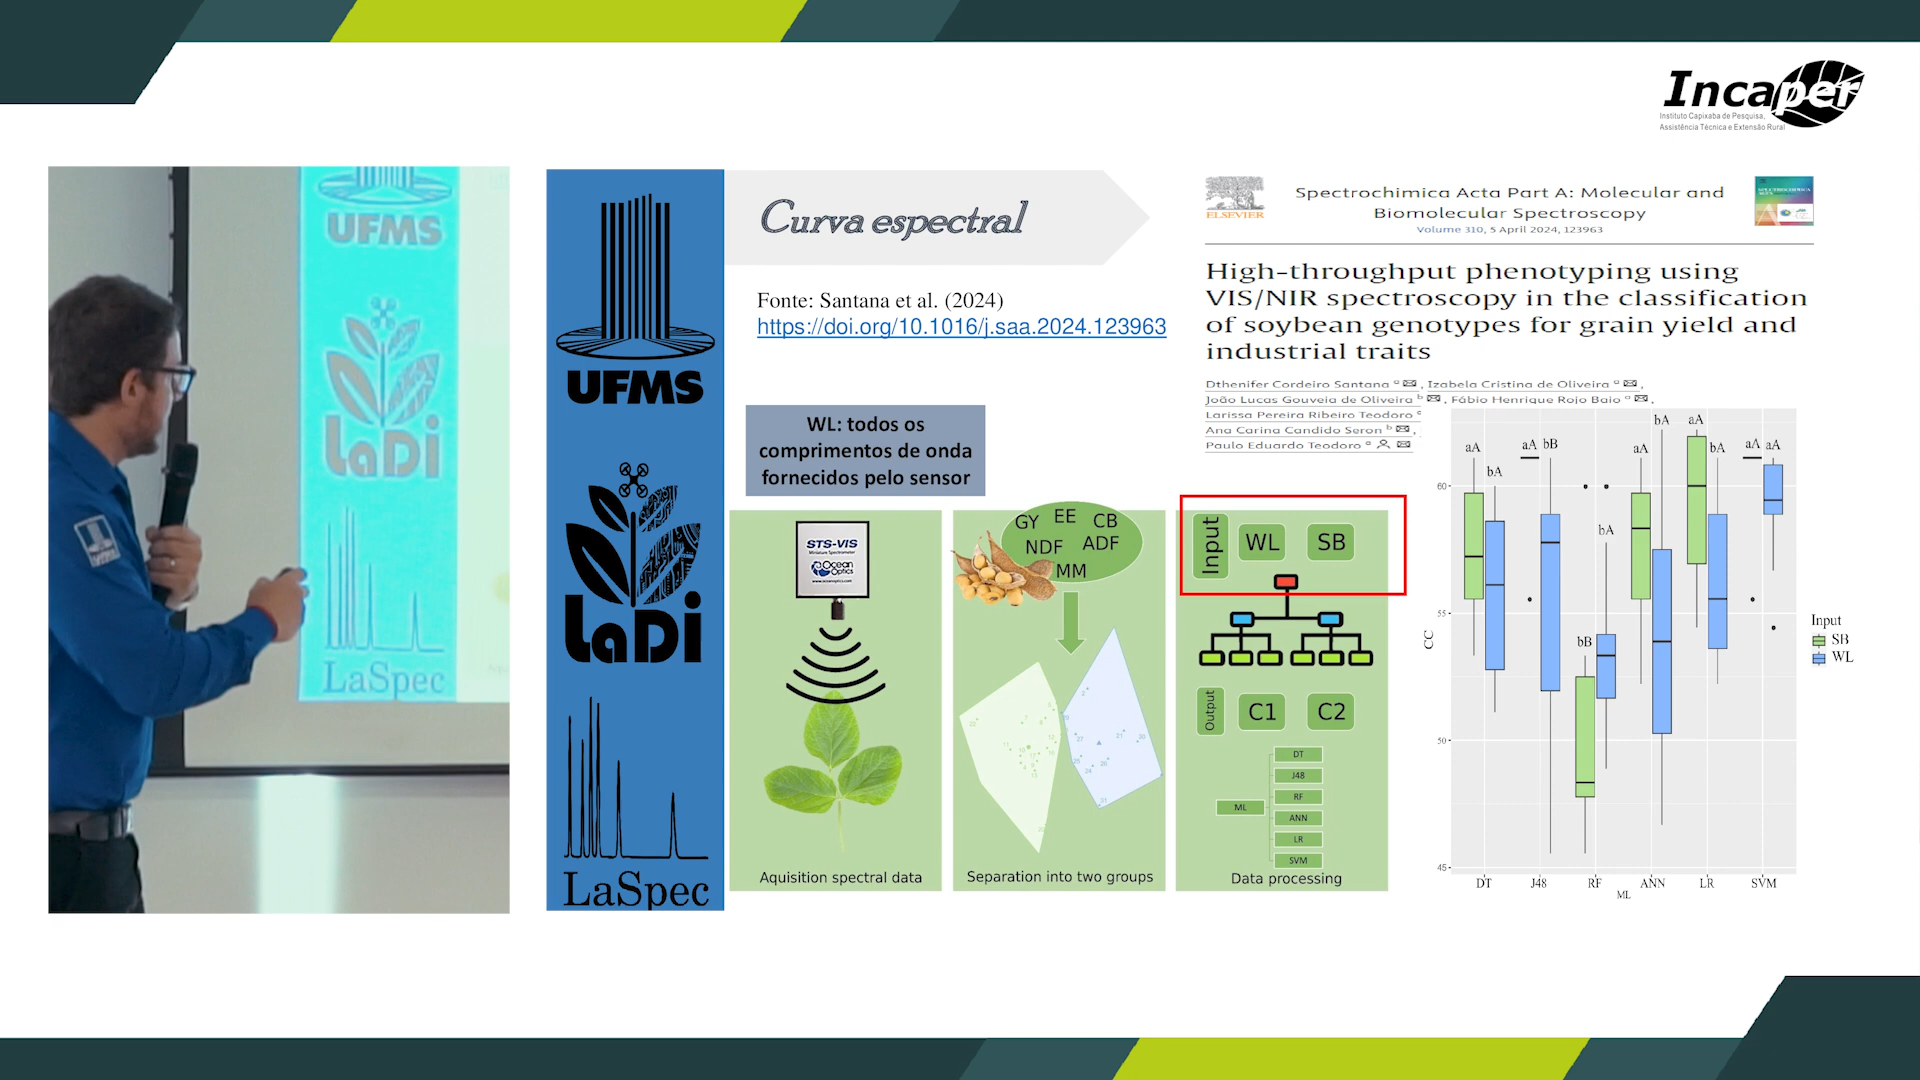 Incaper
Instituto Capixaba de Pesquisa,
Assistência Técnica e Extensão Rural
UFMS
LaDi
LaSpec
UFMS
LaDi
LaSpec
Curva espectral
Fonte: Santana et al. (2024)
https://doi.org/10.1016/j.saa.2024.123963
WL: todos os
comprimentos de onda
fornecidos pelo sensor
ELSEVIER
Spectrochimica Acta Part A: Molecular and
Biomolecular Spectroscopy
Volume 310, 5 April 2024, 123963
High-throughput phenotyping using
VIS/NIR spectroscopy in the classification
of soybean genotypes for grain yield and
industrial traits
Dthenifer Cordeiro Santana a, Izabela Cristina de Oliveira a,
João Lucas Gouveia de Oliveira b, Fábio Henrique Rojo Baio a,
Larissa Pereira Ribeiro Teodoro
Ana Carina Candido Seron b,
Paulo Eduardo Teodoro a
STS-VIS
Miniature Spectrometer
Ocean
Optics
Aquisition spectral data
GY EE CB
NDF ADF
MM
Separation into two groups
Input WL SB
Output C1 C2
ML
DT
J48
RF
ANN
LR
SVM
Data processing
aA bA aA bB bB bA aA bA aA bA aA aA
60
55
50
45
CC
DT J48 RF ANN LR SVM
ML
Input
SB
WL